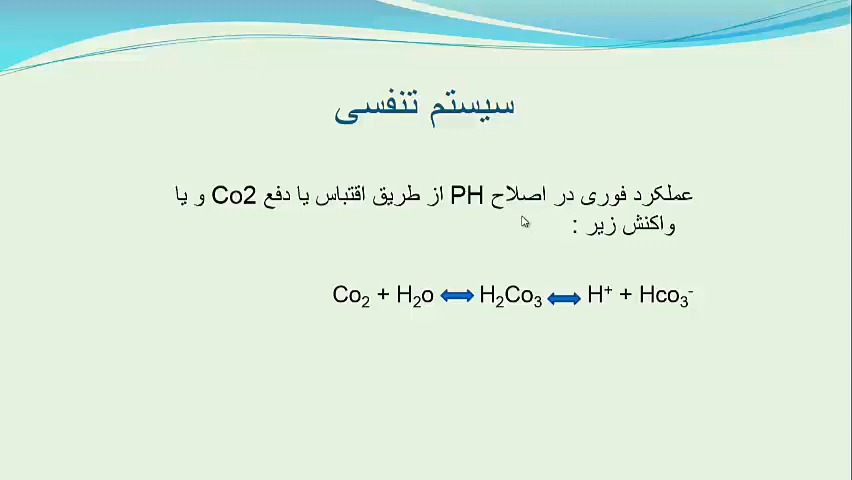 سیستم تنفسی
عملکرد فوری در اصلاح PH از طریق اقتباس یا دفع Co2 و یا
واکنش زیر :
Co₂ + H₂o ⟺ H₂Co₃ ⟺ H⁺ + Hco₃⁻